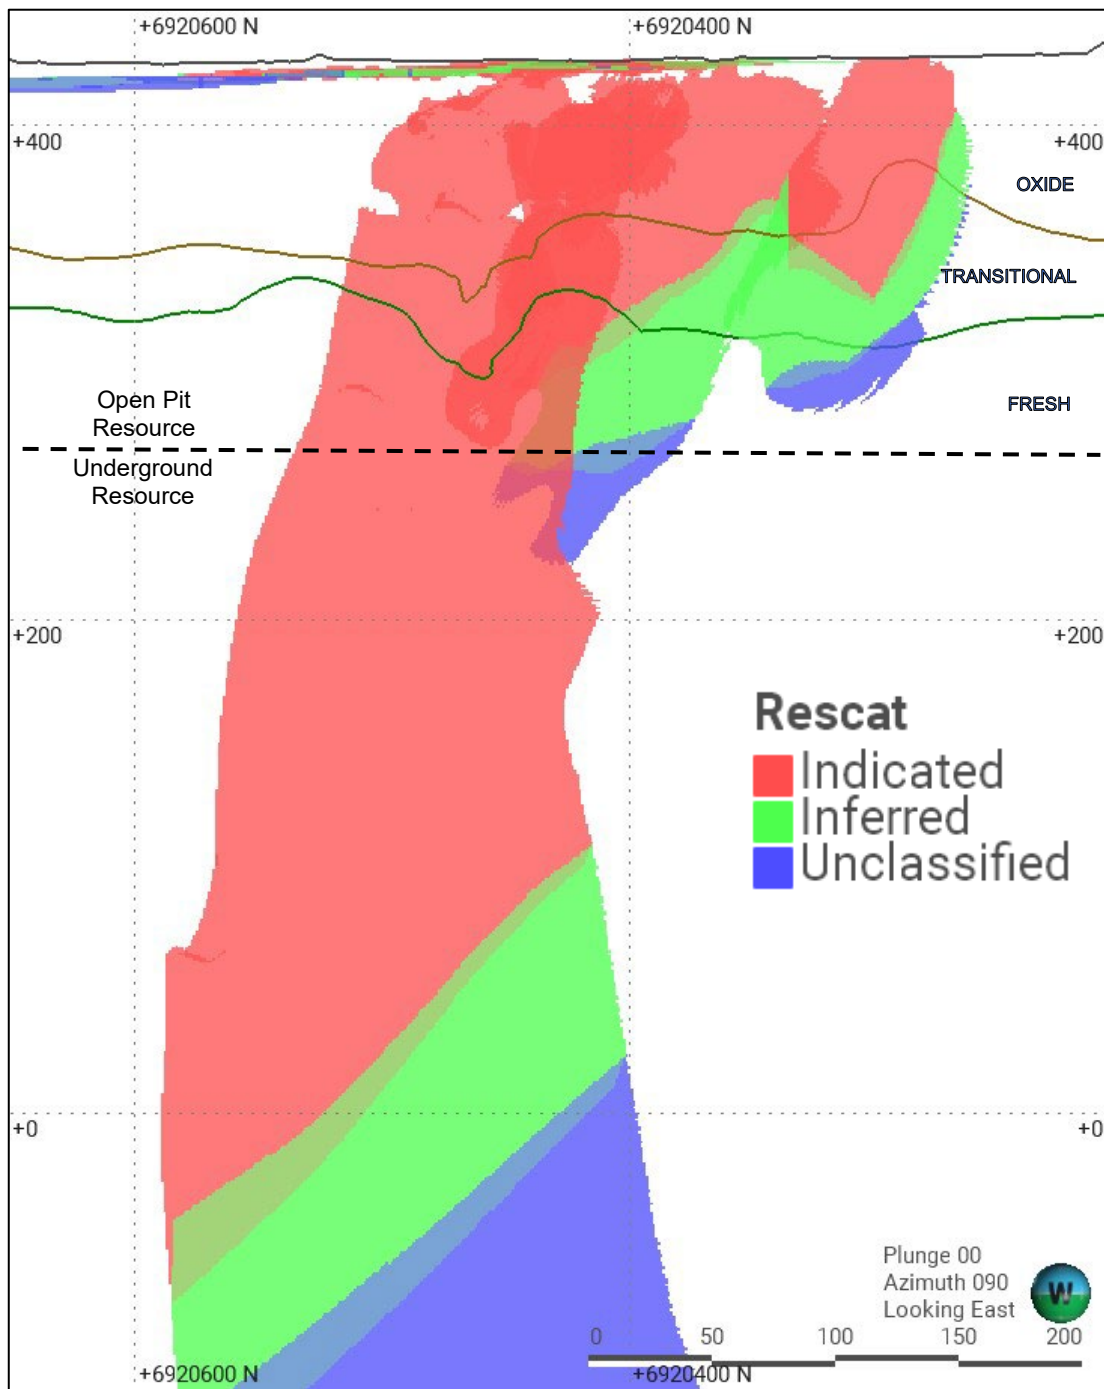 +6920600 N
+6920400 N
+400
+400
OXIDE
TRANSITIONAL
Open Pit
Resource
FRESH
Underground
Resource
+200
+200
Rescat
Indicated
Inferred
Unclassified
+0
+0
Plunge 00
Azimuth 090
Looking East
W
0 50 100 150 200
+6920600 N
+6920400 N